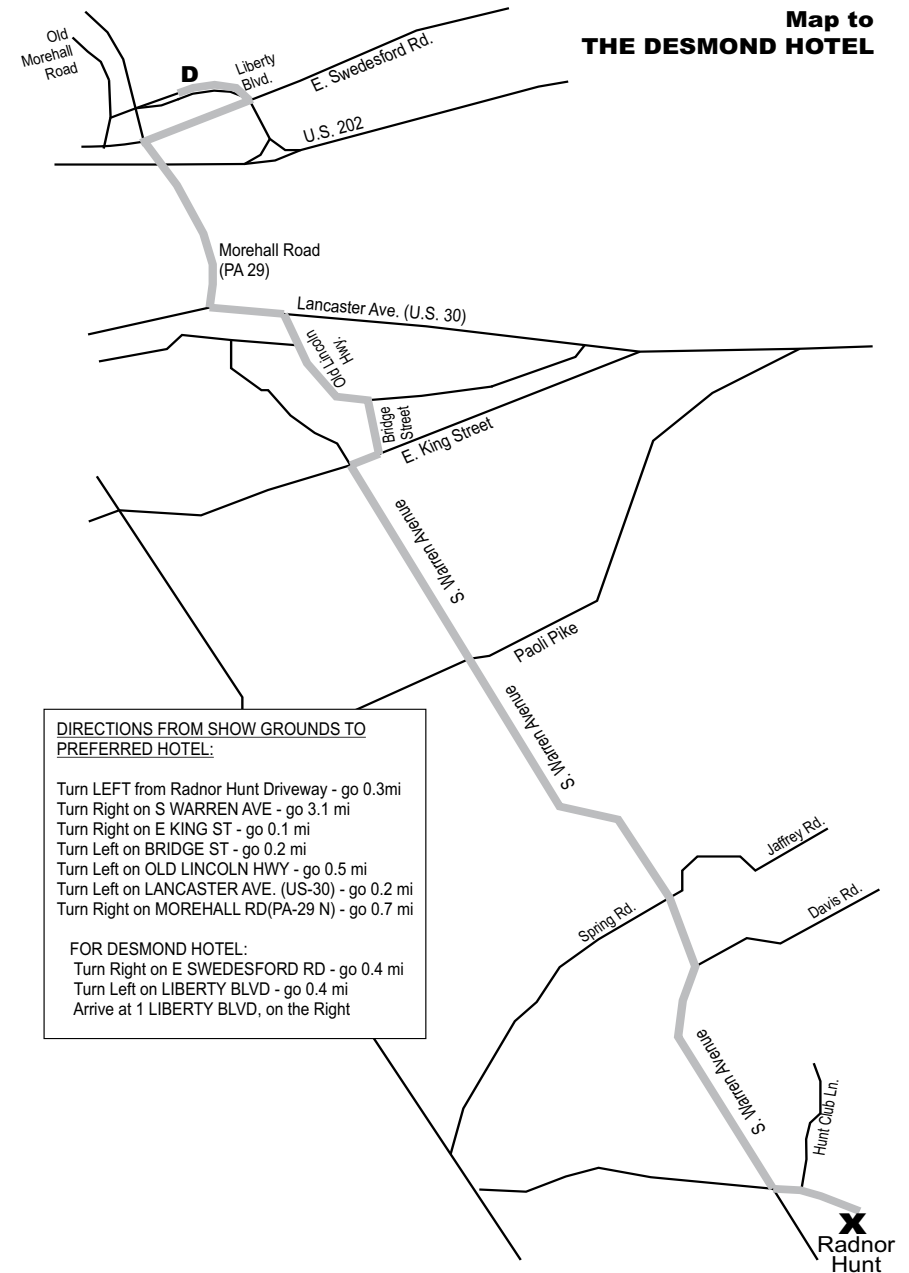 Map to
THE DESMOND HOTEL
Old
Morehall
Road
D
Liberty
Blvd.
E. Swedesford Rd.
U.S. 202
Morehall Road
(PA 29)
Lancaster Ave. (U.S. 30)
Old Lincoln
Hwy.
Bridge
Street
E. King Street
S. Warren Avenue
Paoli Pike
S. Warren Avenue
DIRECTIONS FROM SHOW GROUNDS TO
PREFERRED HOTEL:
Turn LEFT from Radnor Hunt Driveway - go 0.3mi
Turn Right on S WARREN AVE - go 3.1 mi
Turn Right on E KING ST - go 0.1 mi
Turn Left on BRIDGE ST - go 0.2 mi
Turn Left on OLD LINCOLN HWY - go 0.5 mi
Turn Left on LANCASTER AVE. (US-30) - go 0.2 mi
Turn Right on MOREHALL RD(PA-29 N) - go 0.7 mi
FOR DESMOND HOTEL:
Turn Right on E SWEDESFORD RD - go 0.4 mi
Turn Left on LIBERTY BLVD - go 0.4 mi
Arrive at 1 LIBERTY BLVD, on the Right
Jaffrey Rd.
Spring Rd.
Davis Rd.
S. Warren Avenue
Hunt Club Ln.
X
Radnor
Hunt